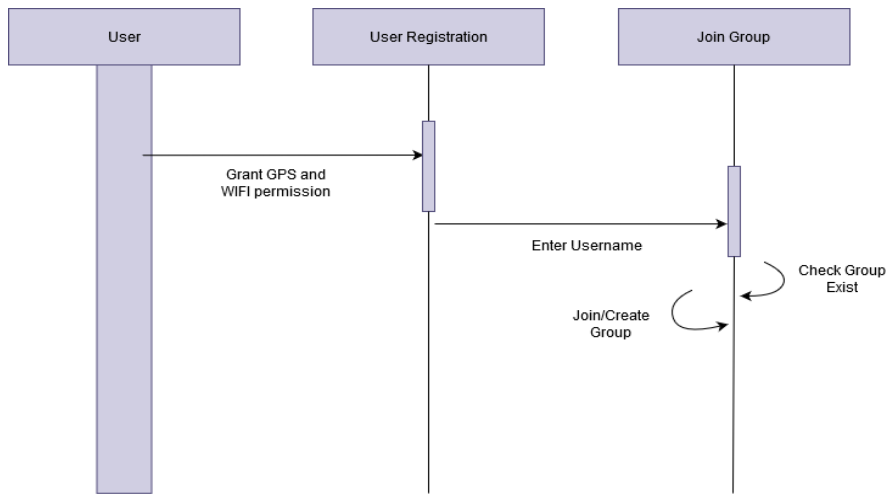 User
User Registration
Join Group
Grant GPS and
WIFI permission
Enter Username
Check Group
Exist
Join/Create
Group